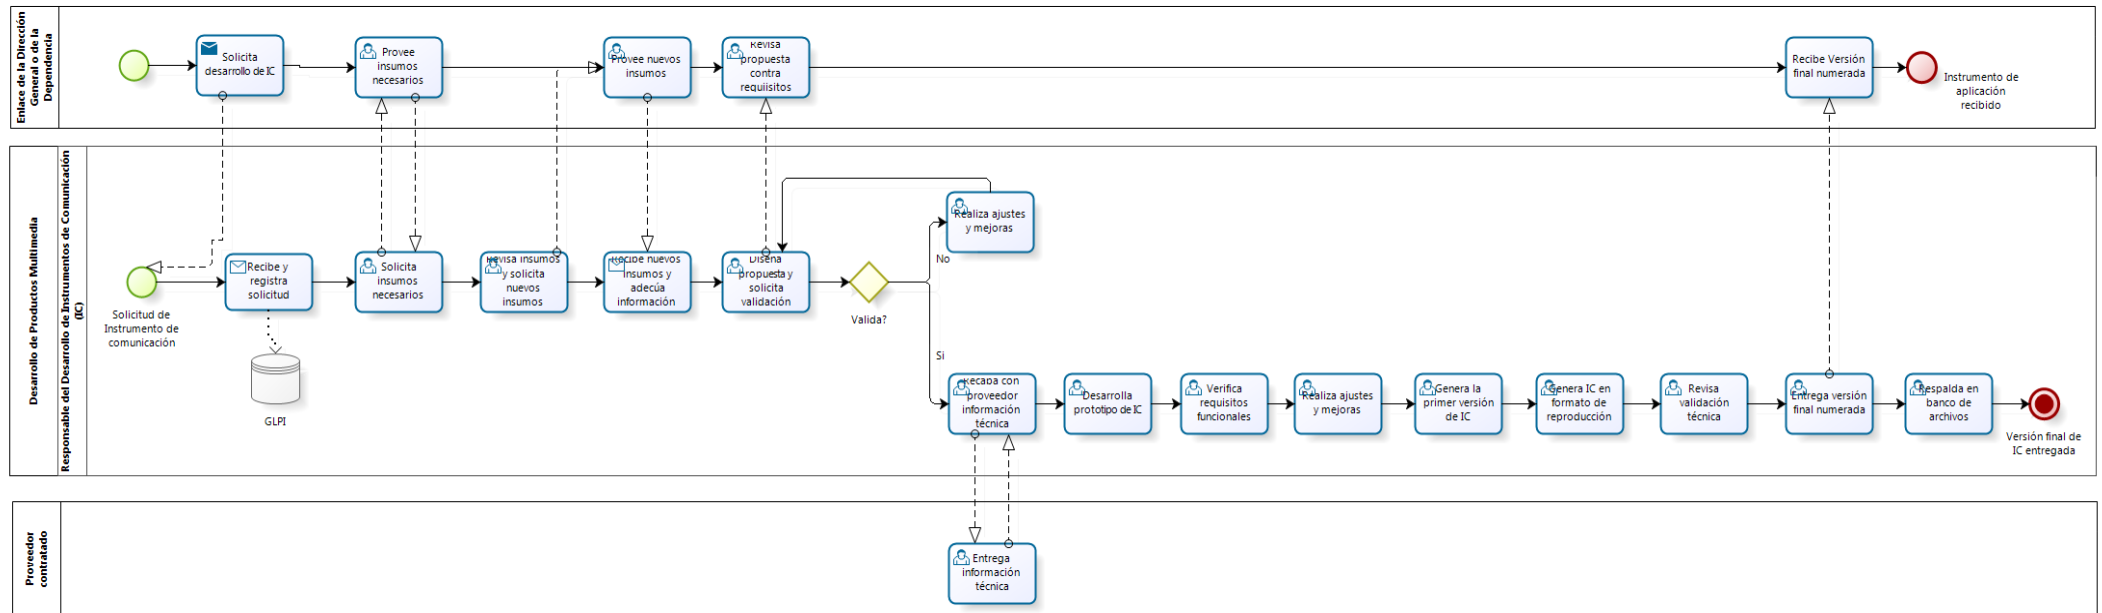 Enlace de la Dirección
General o de la
Dependencia
Solicita
desarrollo de IC
Provee
insumos
necesarios
Provee nuevos
insumos
Revisa
propuesta
contra
requiisitos
Recibe Versión
final numerada
Instrumento de
aplicación
recibido
Desarrollo de Productos Multimedia
Responsable del Desarrollo de Instrumentos de Comunicación
(IC)
Solicitud de
Instrumento de
comunicación
Recibe y
registra
solicitud
GLPI
Solicita
insumos
necesarios
Revisa insumos
y solicita
nuevos
insumos
Recibe nuevos
insumos y
adecúa
información
Diseña
propuesta y
solicita
validación
Valida?
No
Realiza ajustes
y mejoras
Si
Recaba con
proveedor
información
técnica
Desarrolla
prototipo de IC
Verifica
requisitos
funcionales
Realiza ajustes
y mejoras
Genera la
primer versión
de IC
Genera IC en
formato de
reproducción
Revisa
validación
técnica
Entrega versión
final numerada
Respalda en
banco de
archivos
Versión final de
IC entregada
Proveedor
contratado
Entrega
información
técnica